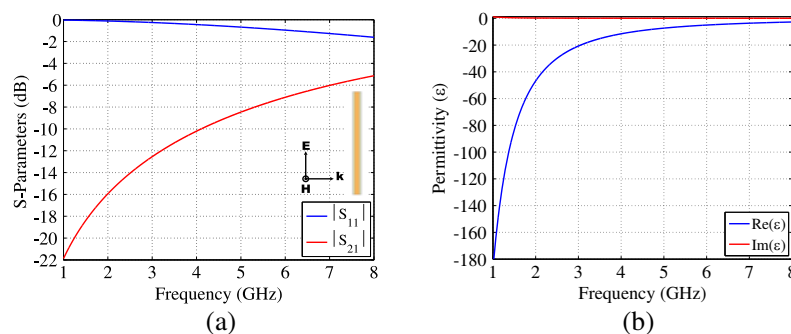 0
-2
-4
-6
-8
-10
-12
-14
-16
-18
-20
-22
S-Parameters (dB)
1 2 3 4 5 6 7 8
Frequency (GHz)
E
k
H
|S11|
|S21|
(a)
0
-20
-40
-60
-80
-100
-120
-140
-160
-180
Permittivity (ε)
1 2 3 4 5 6 7 8
Frequency (GHz)
Re(ε)
Im(ε)
(b)